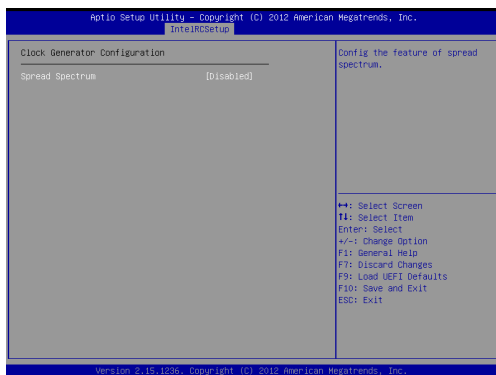 Aptio Setup Utility – Copyright (C) 2012 American Megatrends, Inc.
IntelRCSetup
Clock Generator Configuration
Spread Spectrum [Disabled]
Config the feature of spread
spectrum.
↔: Select Screen
↑↓: Select Item
Enter: Select
+/-: Change Option
F1: General Help
F7: Discard Changes
F9: Load UEFI Defaults
F10: Save and Exit
ESC: Exit
Version 2.15.1236. Copyright (C) 2012 American Megatrends, Inc.